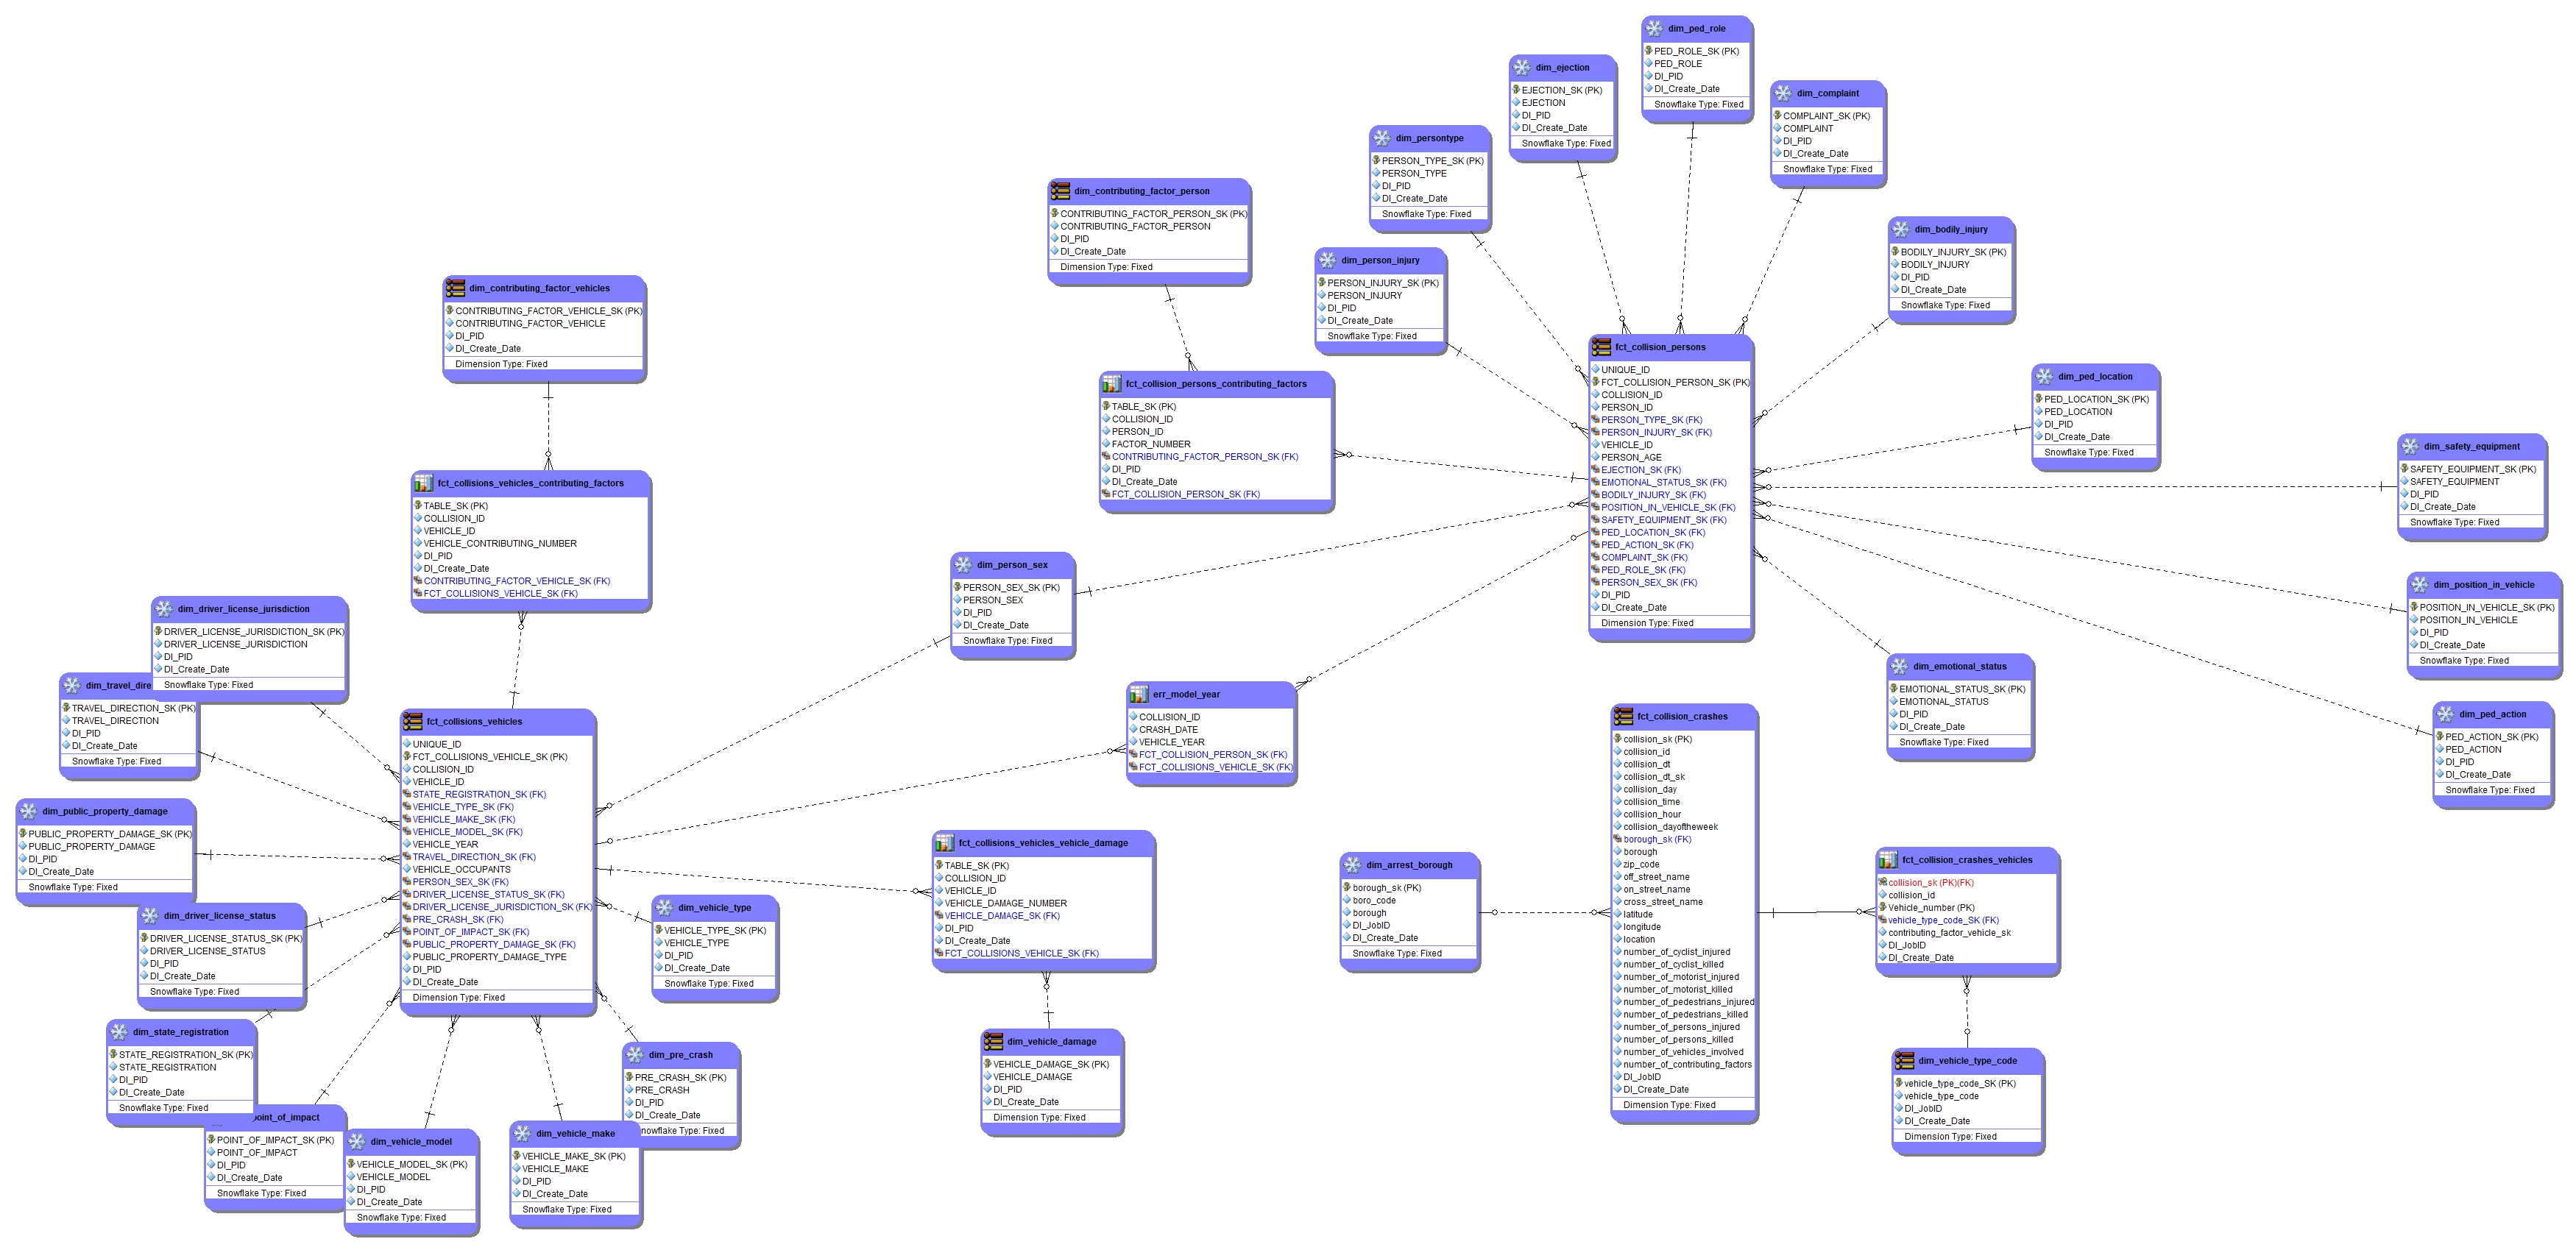 dim_ped_role
PED_ROLE_SK (PK)
PED_ROLE
DI_PID
DI_Create_Date
Snowflake Type: Fixed
dim_ejection
EJECTION_SK (PK)
EJECTION
DI_PID
DI_Create_Date
Snowflake Type: Fixed
dim_complaint
COMPLAINT_SK (PK)
COMPLAINT
DI_PID
DI_Create_Date
Snowflake Type: Fixed
dim_persontype
PERSON_TYPE_SK (PK)
PERSON_TYPE
DI_PID
DI_Create_Date
Snowflake Type: Fixed
dim_contributing_factor_person
CONTRIBUTING_FACTOR_PERSON_SK (PK)
CONTRIBUTING_FACTOR_PERSON
DI_PID
DI_Create_Date
Dimension Type: Fixed
dim_bodily_injury
BODILY_INJURY_SK (PK)
BODILY_INJURY
DI_PID
DI_Create_Date
Snowflake Type: Fixed
dim_person_injury
PERSON_INJURY_SK (PK)
PERSON_INJURY
DI_PID
DI_Create_Date
Snowflake Type: Fixed
dim_contributing_factor_vehicles
CONTRIBUTING_FACTOR_VEHICLE_SK (PK)
CONTRIBUTING_FACTOR_VEHICLE
DI_PID
DI_Create_Date
Dimension Type: Fixed
fct_collision_persons
UNIQUE_ID
FCT_COLLISION_PERSON_SK (PK)
COLLISION_ID
PERSON_ID
PERSON_TYPE_SK (FK)
PERSON_INJURY_SK (FK)
VEHICLE_ID
PERSON_AGE
EJECTION_SK (FK)
EMOTIONAL_STATUS_SK (FK)
BODILY_INJURY_SK (FK)
POSITION_IN_VEHICLE_SK (FK)
SAFETY_EQUIPMENT_SK (FK)
PED_LOCATION_SK (FK)
PED_ACTION_SK (FK)
COMPLAINT_SK (FK)
PED_ROLE_SK (FK)
PERSON_SEX_SK (FK)
DI_PID
DI_Create_Date
Dimension Type: Fixed
dim_ped_location
PED_LOCATION_SK (PK)
PED_LOCATION
DI_PID
DI_Create_Date
Snowflake Type: Fixed
fct_collision_persons_contributing_factors
TABLE_SK (PK)
COLLISION_ID
PERSON_ID
FACTOR_NUMBER
CONTRIBUTING_FACTOR_PERSON_SK (FK)
DI_PID
DI_Create_Date
FCT_COLLISION_PERSON_SK (FK)
dim_safety_equipment
SAFETY_EQUIPMENT_SK (PK)
SAFETY_EQUIPMENT
DI_PID
DI_Create_Date
Snowflake Type: Fixed
fct_collisions_vehicles_contributing_factors
TABLE_SK (PK)
COLLISION_ID
VEHICLE_ID
VEHICLE_CONTRIBUTING_NUMBER
DI_PID
DI_Create_Date
CONTRIBUTING_FACTOR_VEHICLE_SK (FK)
FCT_COLLISIONS_VEHICLE_SK (FK)
dim_person_sex
PERSON_SEX_SK (PK)
PERSON_SEX
DI_PID
DI_Create_Date
Snowflake Type: Fixed
dim_position_in_vehicle
POSITION_IN_VEHICLE_SK (PK)
POSITION_IN_VEHICLE
DI_PID
DI_Create_Date
Snowflake Type: Fixed
dim_driver_license_jurisdiction
DRIVER_LICENSE_JURISDICTION_SK (PK)
DRIVER_LICENSE_JURISDICTION
DI_PID
DI_Create_Date
Snowflake Type: Fixed
dim_travel_dire
TRAVEL_DIRECTION_SK (PK)
TRAVEL_DIRECTION
DI_PID
DI_Create_Date
Snowflake Type: Fixed
dim_emotional_status
EMOTIONAL_STATUS_SK (PK)
EMOTIONAL_STATUS
DI_PID
DI_Create_Date
Snowflake Type: Fixed
err_model_year
COLLISION_ID
CRASH_DATE
VEHICLE_YEAR
FCT_COLLISION_PERSON_SK (FK)
FCT_COLLISIONS_VEHICLE_SK (FK)
dim_ped_action
PED_ACTION_SK (PK)
PED_ACTION
DI_PID
DI_Create_Date
Snowflake Type: Fixed
fct_collisions_vehicles
UNIQUE_ID
FCT_COLLISIONS_VEHICLE_SK (PK)
COLLISION_ID
VEHICLE_ID
STATE_REGISTRATION_SK (FK)
VEHICLE_TYPE_SK (FK)
VEHICLE_MAKE_SK (FK)
VEHICLE_MODEL_SK (FK)
VEHICLE_YEAR
TRAVEL_DIRECTION_SK (FK)
VEHICLE_OCCUPANTS
PERSON_SEX_SK (FK)
DRIVER_LICENSE_STATUS_SK (FK)
DRIVER_LICENSE_JURISDICTION_SK (FK)
PRE_CRASH_SK (FK)
POINT_OF_IMPACT_SK (FK)
PUBLIC_PROPERTY_DAMAGE_SK (FK)
PUBLIC_PROPERTY_DAMAGE_TYPE
DI_PID
DI_Create_Date
Dimension Type: Fixed
fct_collision_crashes
collision_sk (PK)
collision_id
collision_dt
collision_dt_sk
collision_day
collision_time
collision_hour
collision_dayoftheweek
borough_sk (FK)
borough
zip_code
off_street_name
on_street_name
cross_street_name
latitude
longitude
location
number_of_cyclist_injured
number_of_cyclist_killed
number_of_motorist_injured
number_of_motorist_killed
number_of_pedestrians_injured
number_of_pedestrians_killed
number_of_persons_injured
number_of_persons_killed
number_of_vehicles_involved
number_of_contributing_factors
DI_JobID
DI_Create_Date
Dimension Type: Fixed
dim_public_property_damage
PUBLIC_PROPERTY_DAMAGE_SK (PK)
PUBLIC_PROPERTY_DAMAGE
DI_PID
DI_Create_Date
Snowflake Type: Fixed
fct_collisions_vehicles_vehicle_damage
TABLE_SK (PK)
COLLISION_ID
VEHICLE_ID
VEHICLE_DAMAGE_NUMBER
VEHICLE_DAMAGE_SK (FK)
DI_PID
DI_Create_Date
FCT_COLLISIONS_VEHICLE_SK (FK)
dim_arrest_borough
borough_sk (PK)
boro_code
borough
DI_JobID
DI_Create_Date
Snowflake Type: Fixed
fct_collision_crashes_vehicles
collision_sk (PK)(FK)
collision_id
Vehicle_number (PK)
vehicle_type_code_SK (FK)
contributing_factor_vehicle_sk
DI_JobID
DI_Create_Date
dim_vehicle_type
VEHICLE_TYPE_SK (PK)
VEHICLE_TYPE
DI_PID
DI_Create_Date
Snowflake Type: Fixed
dim_driver_license_status
DRIVER_LICENSE_STATUS_SK (PK)
DRIVER_LICENSE_STATUS
DI_PID
DI_Create_Date
Snowflake Type: Fixed
dim_state_registration
STATE_REGISTRATION_SK (PK)
STATE_REGISTRATION
DI_PID
DI_Create_Date
Snowflake Type: Fixed
dim_vehicle_damage
VEHICLE_DAMAGE_SK (PK)
VEHICLE_DAMAGE
DI_PID
DI_Create_Date
Dimension Type: Fixed
dim_pre_crash
PRE_CRASH_SK (PK)
PRE_CRASH
DI_PID
DI_Create_Date
nowflake Type: Fixed
dim_vehicle_type_code
vehicle_type_code_SK (PK)
vehicle_type_code
DI_JobID
DI_Create_Date
Dimension Type: Fixed
point_of_impact
POINT_OF_IMPACT_SK (PK)
POINT_OF_IMPACT
DI_PID
DI_Create_Date
Snowflake Type: Fixed
dim_vehicle_model
VEHICLE_MODEL_SK (PK)
VEHICLE_MODEL
DI_PID
DI_Create_Date
Snowflake Type: Fixed
dim_vehicle_make
VEHICLE_MAKE_SK (PK)
VEHICLE_MAKE
DI_PID
DI_Create_Date
Snowflake Type: Fixed